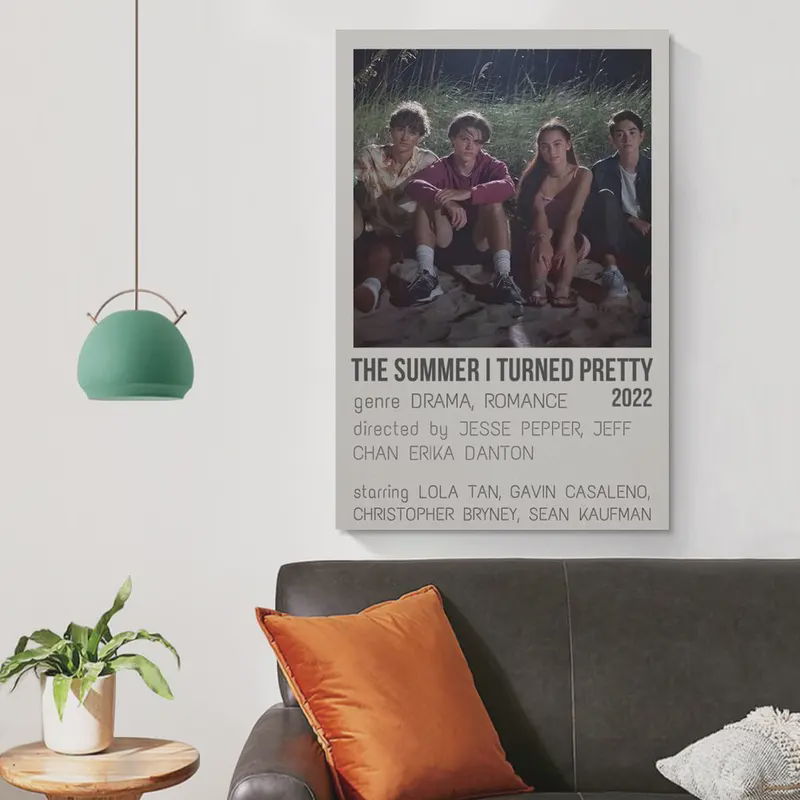 THE SUMMER I TURNED PRETTY
genre DRAMA, ROMANCE 2022
directed by JESSE PEPPER, JEFF
CHAN ERIKA DANTON
starring LOLA TAN, GAVIN CASALENO,
CHRISTOPHER BRYNEY, SEAN KAUFMAN